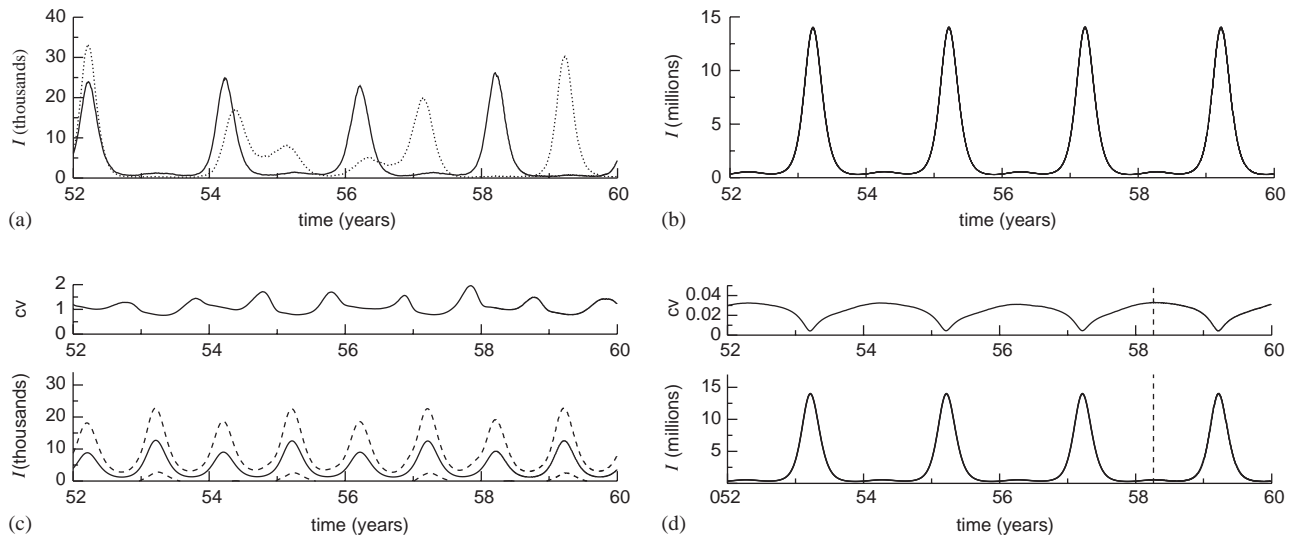 40
30
20
10
0
I (thousands)
52 54 56 58 60
(a) time (years)
15
10
5
0
I (millions)
52 54 56 58 60
(b) time (years)
2
1
0
cv
52 54 56 58 60
30
20
10
0
I (thousands)
52 54 56 58 60
(c) time (years)
0.04
0.02
0
cv
52 54 56 58 60
15
10
5
I (millions)
052 54 56 58 60
(d) time (years)